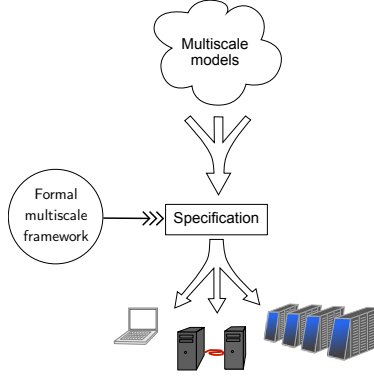 Multiscale
models
Formal
multiscale
framework
Specification